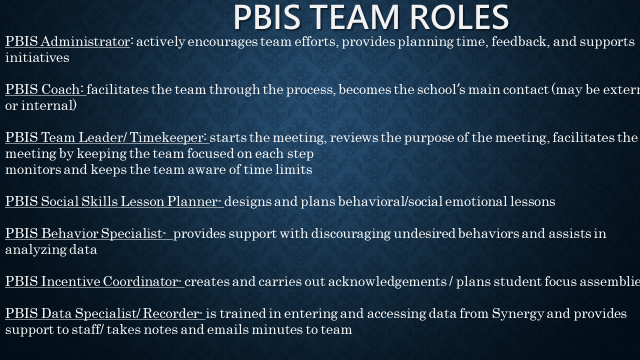 PBIS TEAM ROLES
PBIS Administrator: actively encourages team efforts, provides planning time, feedback, and supports
initiatives
PBIS Coach: facilitates the team through the process, becomes the school's main contact (may be extern
or internal)
PBIS Team Leader/ Timekeeper: starts the meeting, reviews the purpose of the meeting, facilitates the
meeting by keeping the team focused on each step
monitors and keeps the team aware of time limits
PBIS Social Skills Lesson Planner- designs and plans behavioral/social emotional lessons
PBIS Behavior Specialist- provides support with discouraging undesired behaviors and assists in
analyzing data
PBIS Incentive Coordinator- creates and carries out acknowledgements / plans student focus assemblie
PBIS Data Specialist/ Recorder- is trained in entering and accessing data from Synergy and provides
support to staff/ takes notes and emails minutes to team